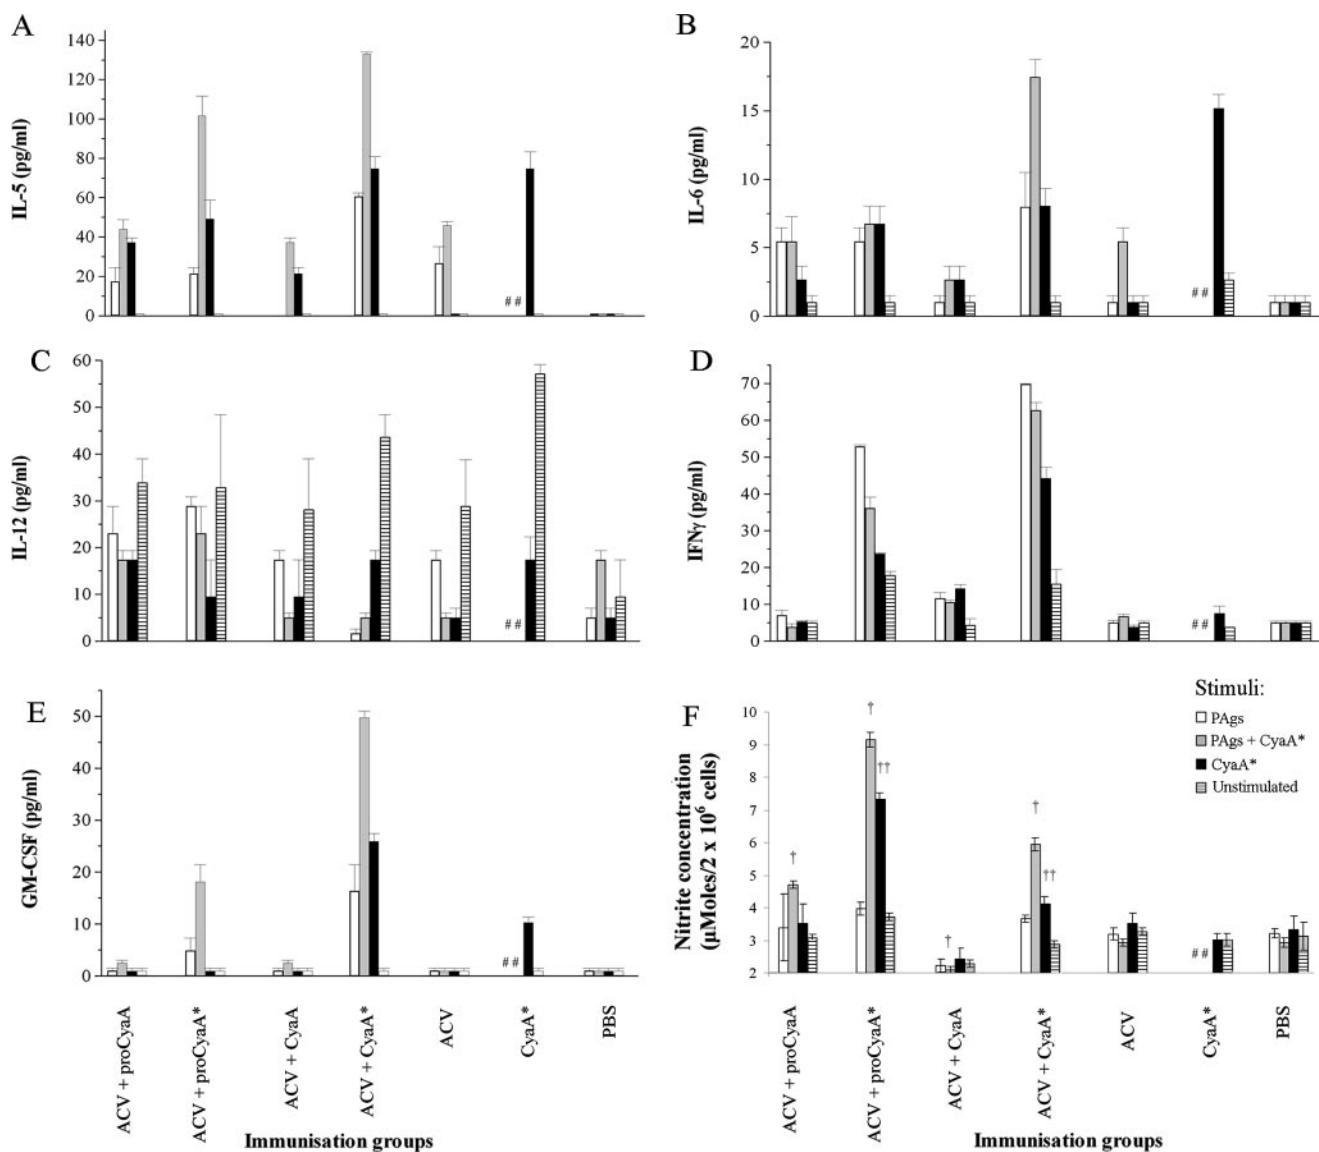 A
IL-5 (pg/ml)
140
120
100
80
60
40
20
0
# #
B
IL-6 (pg/ml)
20
15
10
5
0
# #
C
IL-12 (pg/ml)
60
50
40
30
20
10
0
# #
D
IFNγ (pg/ml)
70
60
50
40
30
20
10
0
# #
E
GM-CSF (pg/ml)
50
40
30
20
10
0
# #
ACV + proCyaA
ACV + proCyaA*
ACV + CyaA
ACV + CyaA*
ACV
CyaA*
PBS
Immunisation groups
F
Stimuli:
PAgs
PAgs + CyaA*
CyaA*
Unstimulated
Nitrite concentration
(µMoles/2 x 10⁶ cells)
10
9
8
7
6
5
4
3
2
†
†
††
†
†
††
# #
ACV + proCyaA
ACV + proCyaA*
ACV + CyaA
ACV + CyaA*
ACV
CyaA*
PBS
Immunisation groups